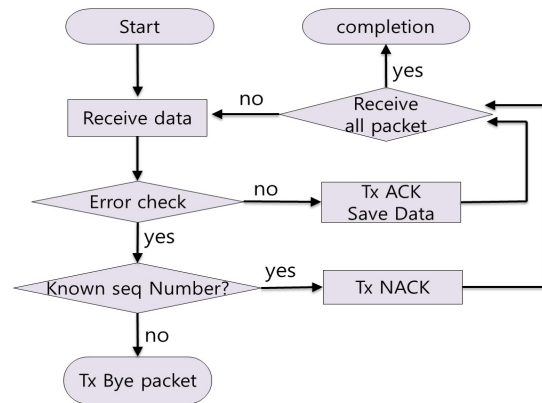 Start
completion
yes
no
Receive data
Receive
all packet
Error check
no
Tx ACK
Save Data
yes
Known seq Number?
yes
Tx NACK
no
Tx Bye packet